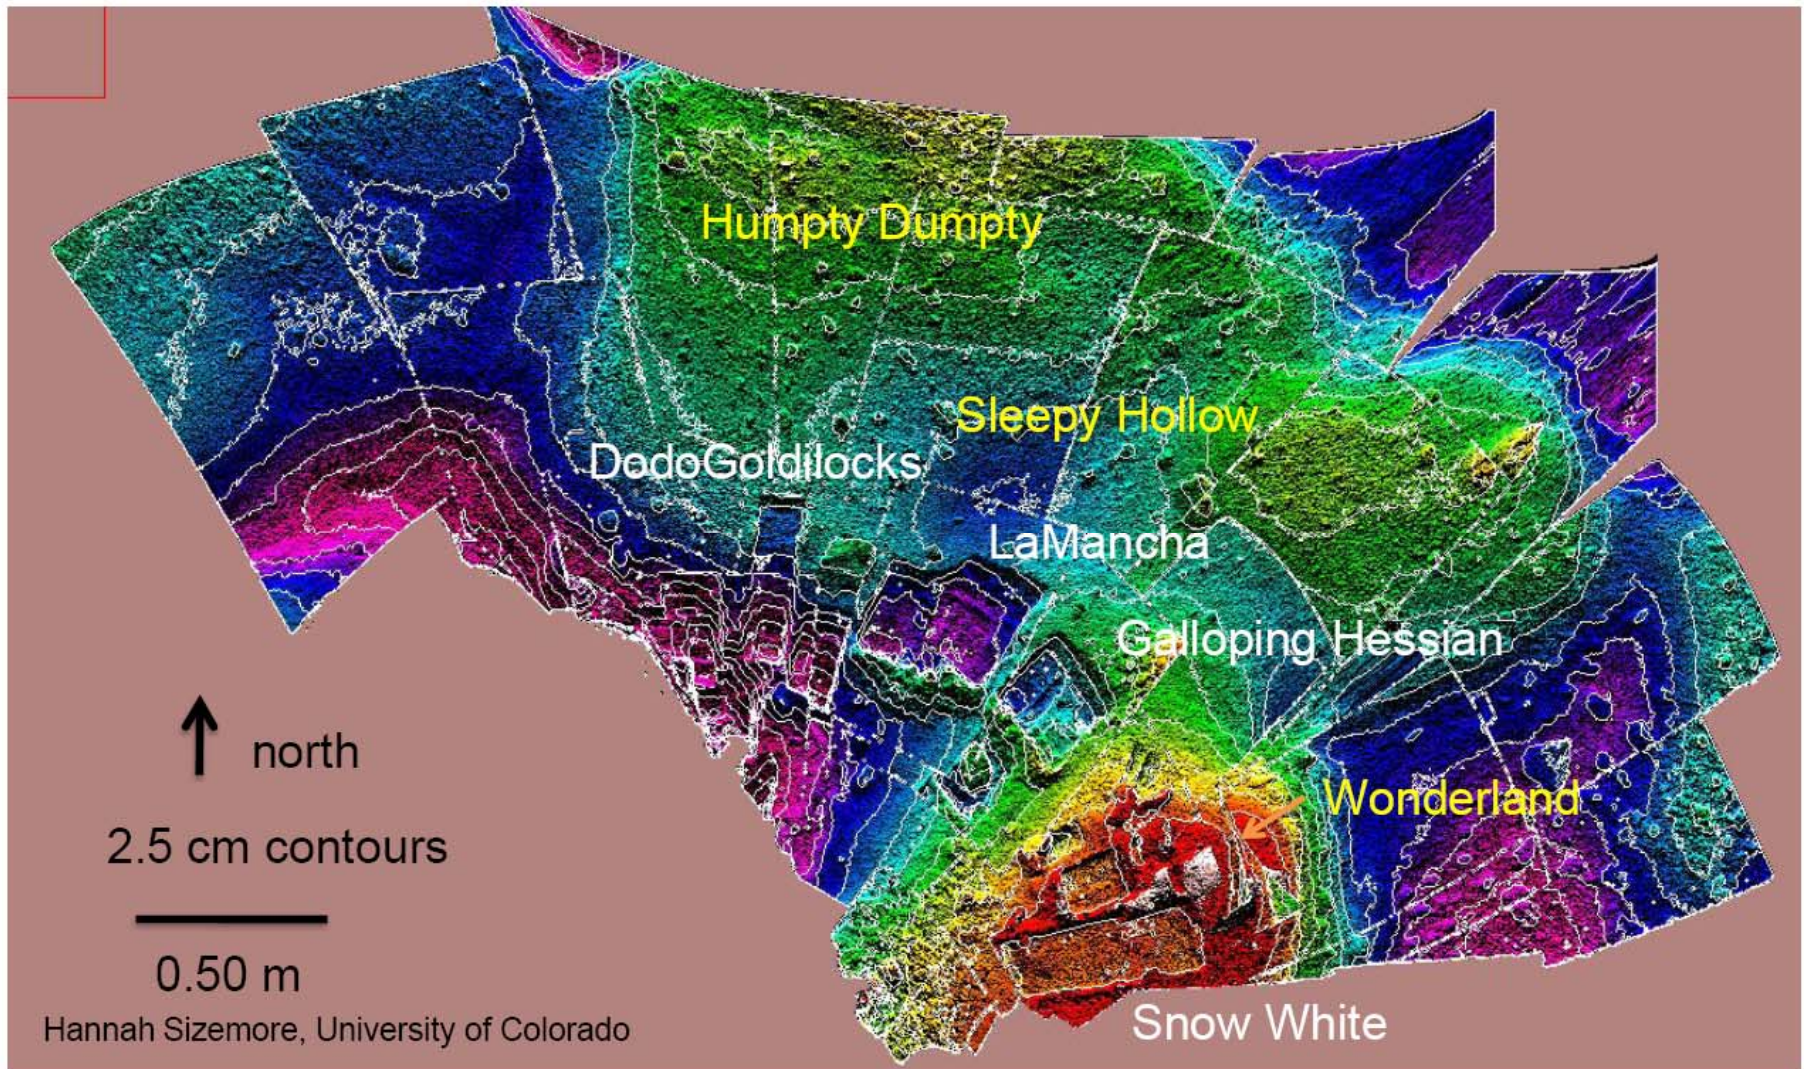 Humpty Dumpty
Sleepy Hollow
DodoGoldilocks
LaMancha
Galloping Hessian
north
Wonderland
2.5 cm contours
0.50 m
Snow White
Hannah Sizemore, University of Colorado